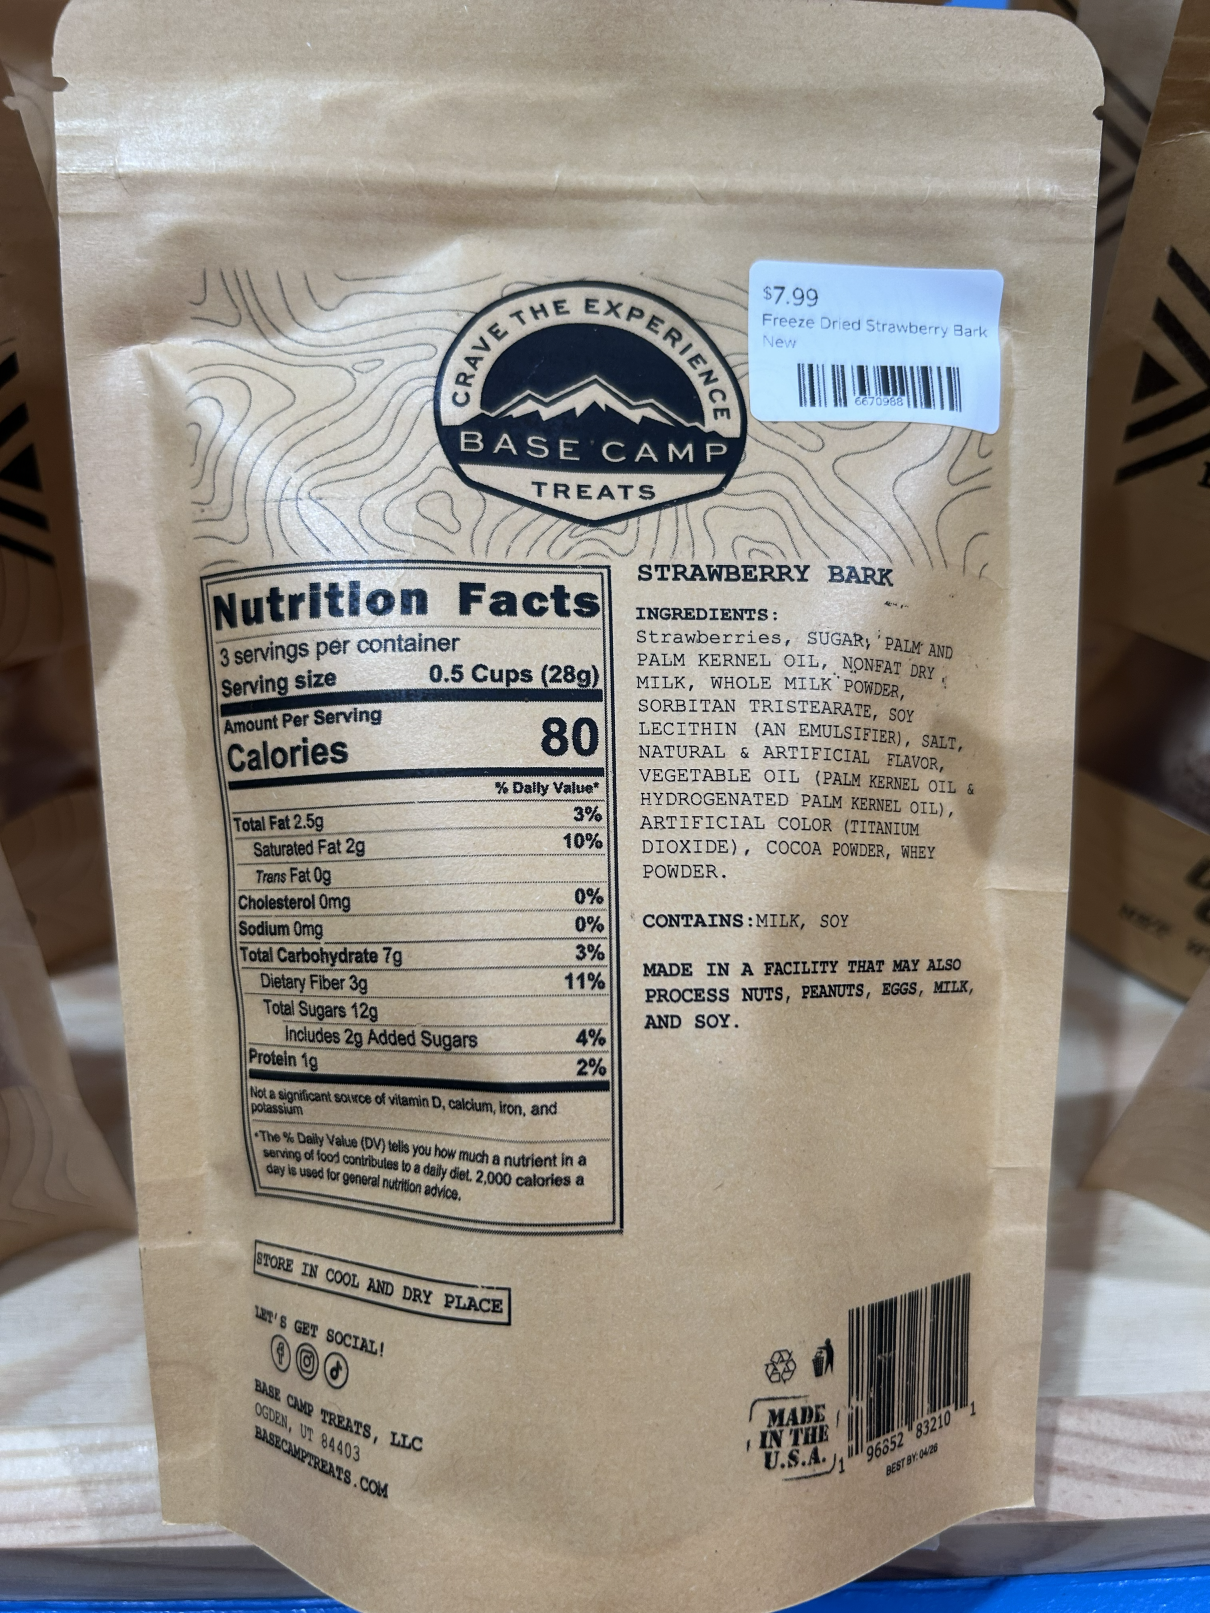 CRAVE THE EXPERIENCE
BASE CAMP
TREATS
$7.99
Freeze Dried Strawberry Bark
New
6670988
Nutrition Facts
3 servings per container
Serving size 0.5 Cups (28g)
Amount Per Serving
Calories 80
% Daily Value*
Total Fat 2.5g 3%
Saturated Fat 2g 10%
Trans Fat 0g
Cholesterol 0mg 0%
Sodium 0mg 0%
Total Carbohydrate 7g 3%
Dietary Fiber 3g 11%
Total Sugars 12g
Includes 2g Added Sugars 4%
Protein 1g 2%
Not a significant source of vitamin D, calcium, iron, and
potassium
*The % Daily Value (DV) tells you how much a nutrient in a
serving of food contributes to a daily diet. 2,000 calories a
day is used for general nutrition advice.
STRAWBERRY BARK
INGREDIENTS:
Strawberries, SUGAR, PALM AND
PALM KERNEL OIL, NONFAT DRY
MILK, WHOLE MILK POWDER,
SORBITAN TRISTEARATE, SOY
LECITHIN (AN EMULSIFIER), SALT,
NATURAL & ARTIFICIAL FLAVOR,
VEGETABLE OIL (PALM KERNEL OIL &
HYDROGENATED PALM KERNEL OIL),
ARTIFICIAL COLOR (TITANIUM
DIOXIDE), COCOA POWDER, WHEY
POWDER.
CONTAINS:MILK, SOY
MADE IN A FACILITY THAT MAY ALSO
PROCESS NUTS, PEANUTS, EGGS, MILK,
AND SOY.
STORE IN COOL AND DRY PLACE
LET'S GET SOCIAL!
BASE CAMP TREATS, LLC
OGDEN, UT 84403
BASECAMPTREATS.COM
MADE
IN THE
U.S.A.
1 96852 83210 1
BEST BY: 04/26